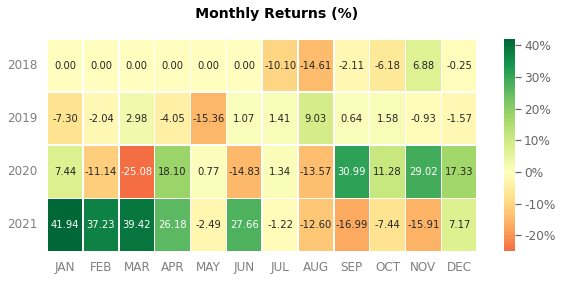 Monthly Returns (%)
2018 0.00 0.00 0.00 0.00 0.00 0.00 -10.10 -14.61 -2.11 -6.18 6.88 -0.25
2019 -7.30 -2.04 2.98 -4.05 -15.36 1.07 1.41 9.03 0.64 1.58 -0.93 -1.57
2020 7.44 -11.14 -25.08 18.10 0.77 -14.83 1.34 -13.57 30.99 11.28 29.02 17.33
2021 41.94 37.23 39.42 26.18 -2.49 27.66 -1.22 -12.60 -16.99 -7.44 -15.91 7.17
JAN FEB MAR APR MAY JUN JUL AUG SEP OCT NOV DEC
40%
30%
20%
10%
0%
-10%
-20%